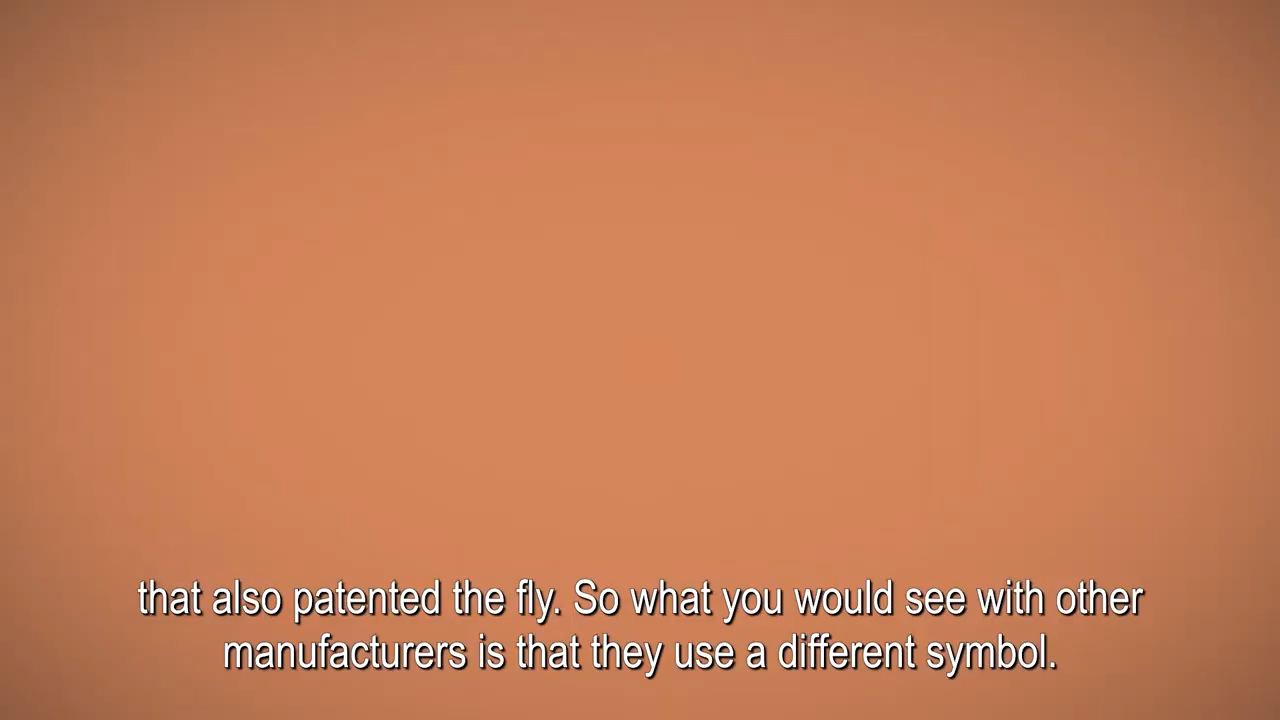 that also patented the fly. So what you would see with other
manufacturers is that they use a different symbol.